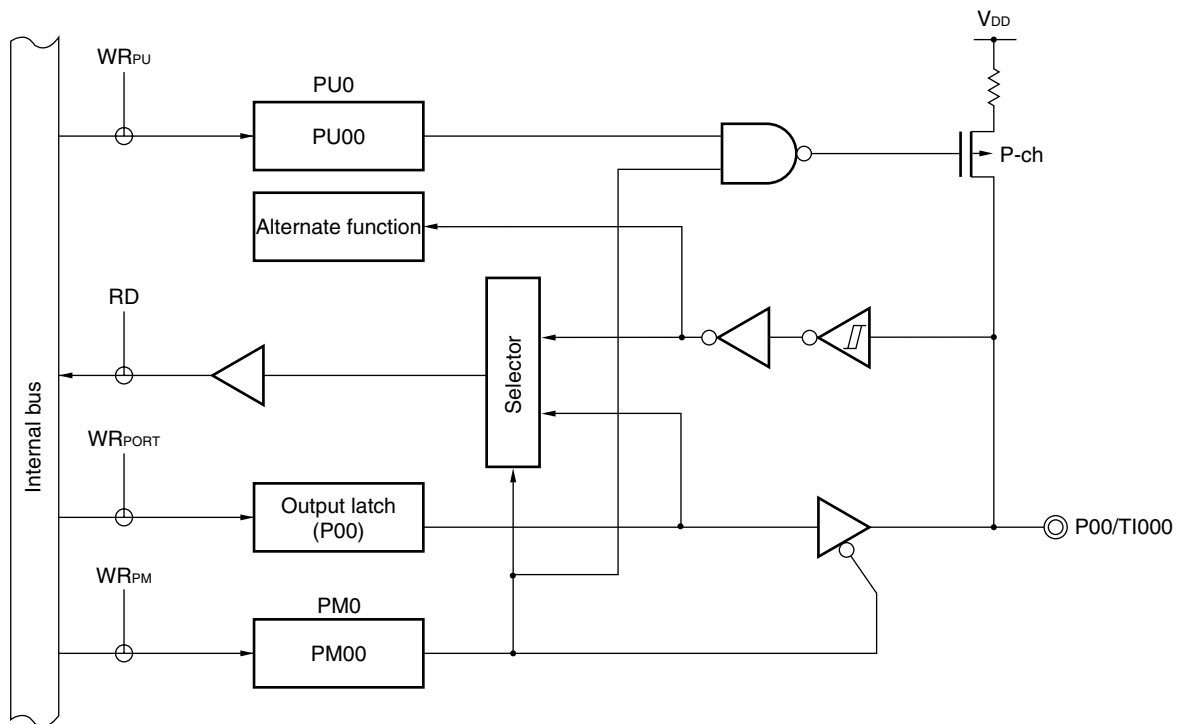 VDD
WRPU
PU0
PU00
P-ch
Alternate function
RD
Selector
Internal bus
WRPORT
Output latch
(P00)
P00/TI000
WRPM
PM0
PM00